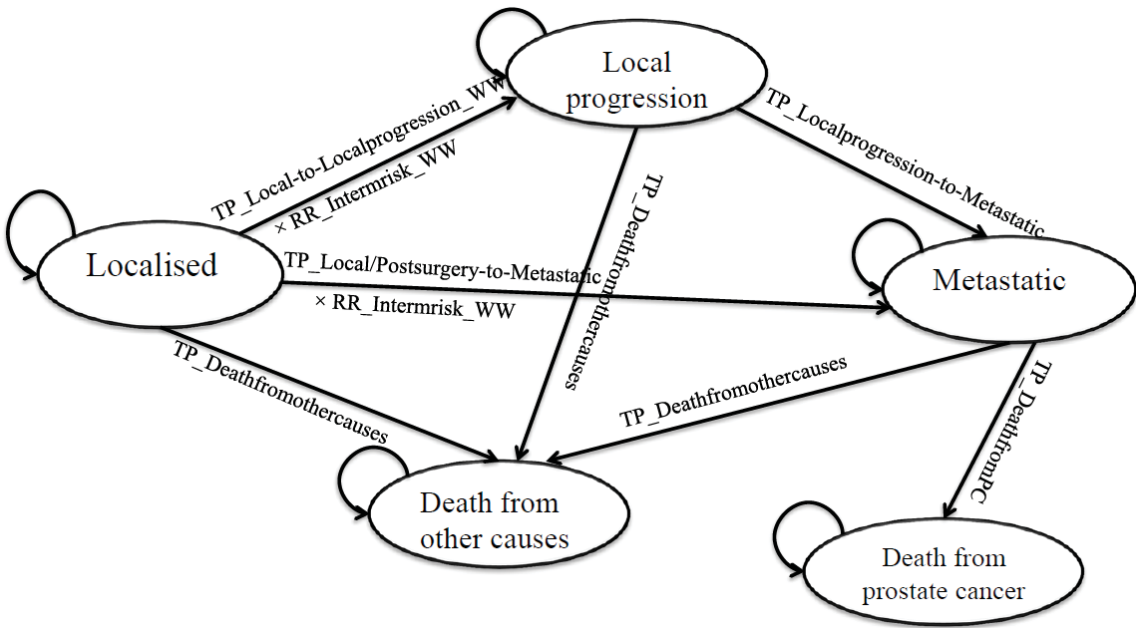 Local
progression
TP_Local-to-Localprogression_WW
× RR_Intermrisk_WW
TP_Localprogression-to-Metastatic
Localised
TP_Local/Postsurgery-to-Metastatic
× RR_Intermrisk_WW
TP_Deathfromothercauses
Metastatic
TP_Deathfromothercauses
TP_Deathfromothercauses
TP_DeathfromPC
Death from
other causes
Death from
prostate cancer